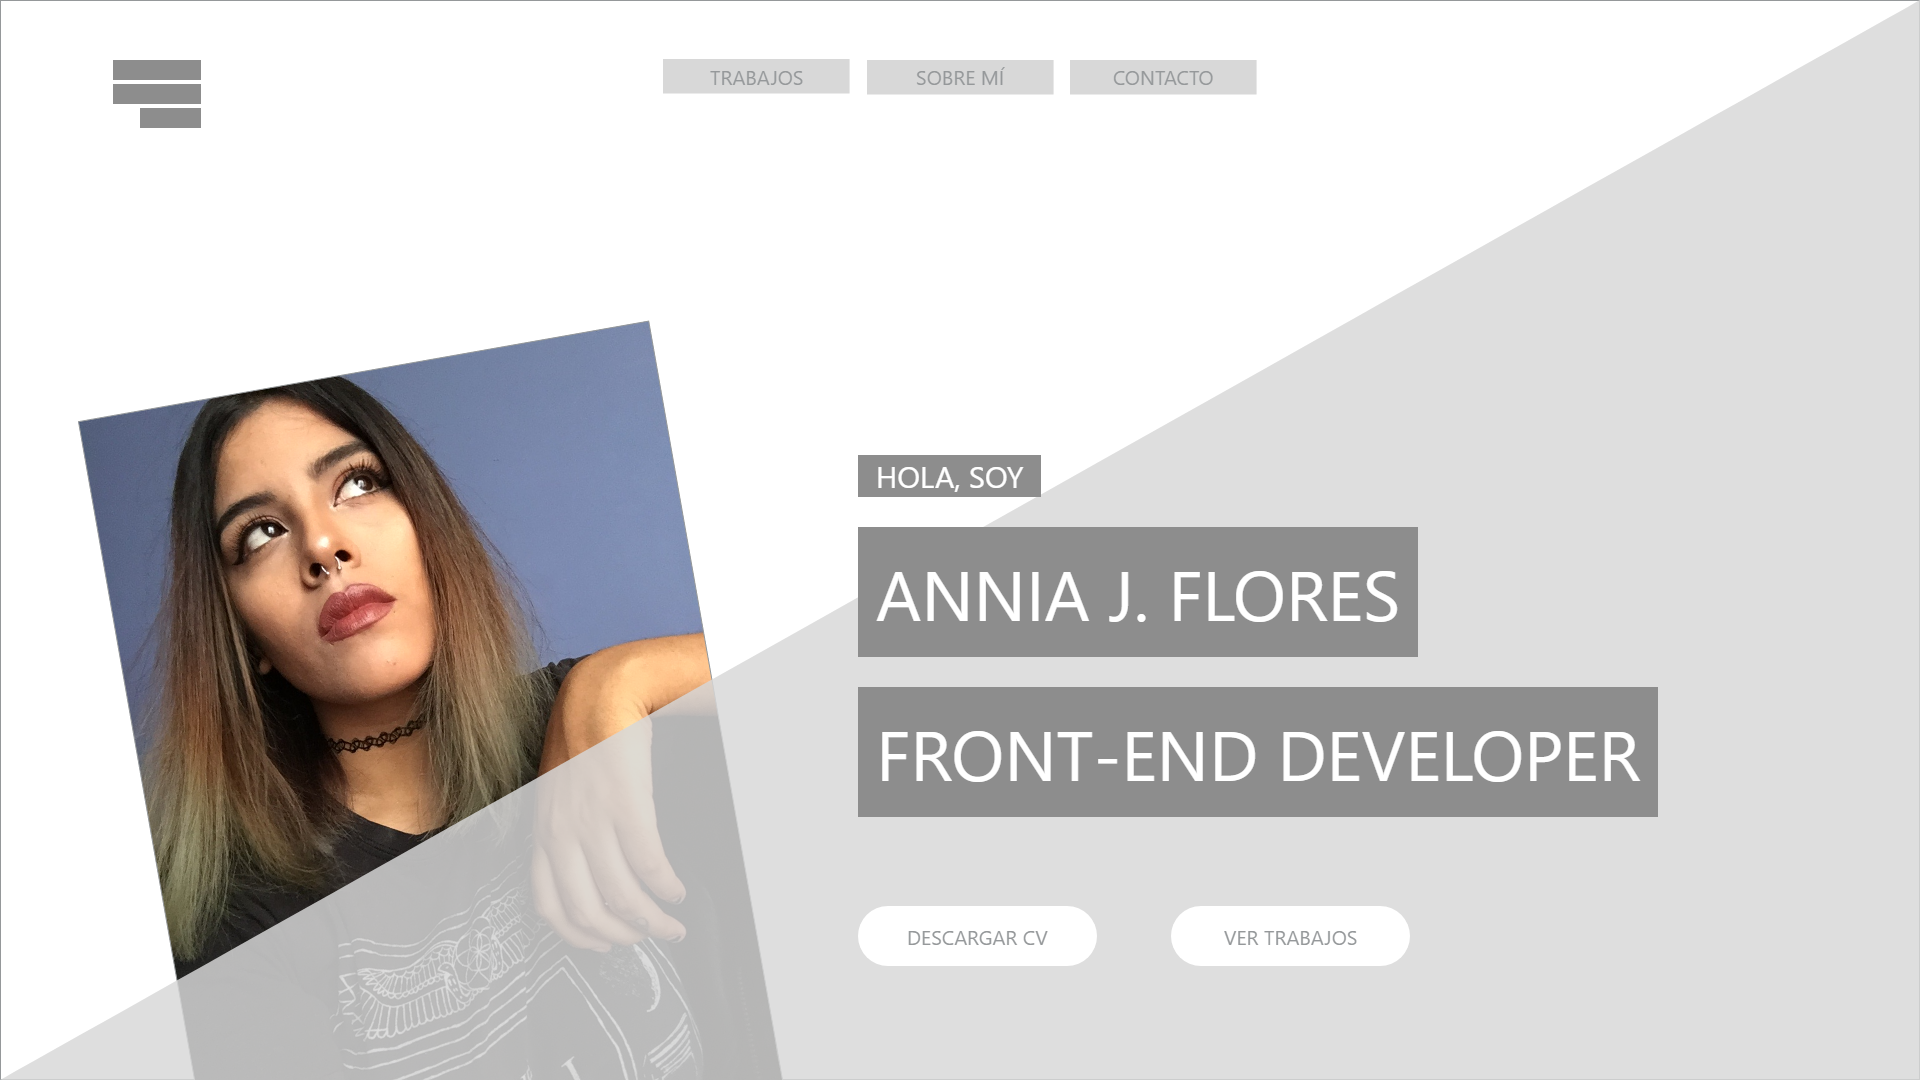 TRABAJOS
SOBRE MÍ
CONTACTO
HOLA, SOY
ANNIA J. FLORES
FRONT-END DEVELOPER
DESCARGAR CV
VER TRABAJOS